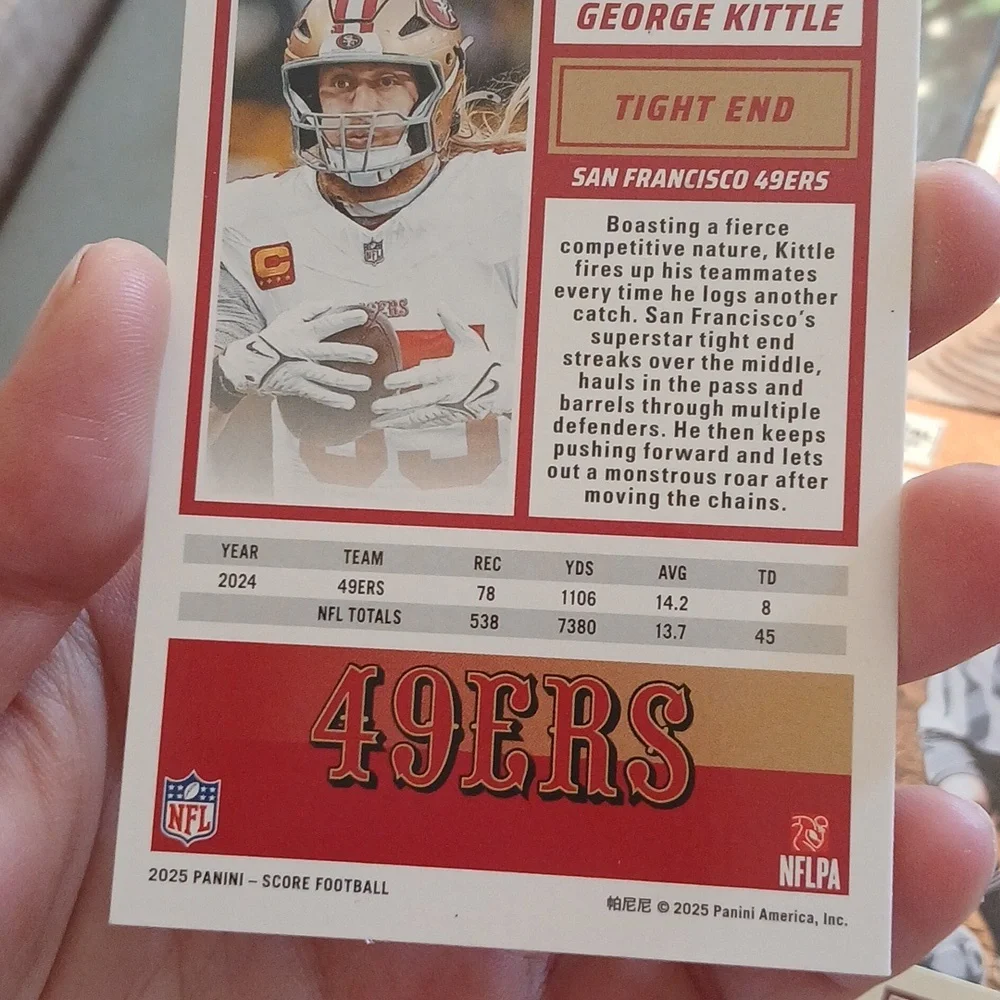 GEORGE KITTLE
TIGHT END
SAN FRANCISCO 49ERS
Boasting a fierce
competitive nature, Kittle
fires up his teammates
every time he logs another
catch. San Francisco's
superstar tight end
streaks over the middle,
hauls in the pass and
barrels through multiple
defenders. He then keeps
pushing forward and lets
out a monstrous roar after
moving the chains.
C
NFL
YEAR TEAM REC YDS AVG TD
2024 49ERS 78 1106 14.2 8
NFL TOTALS 538 7380 13.7 45
49ERS
NFL
NFLPA
2025 PANINI – SCORE FOOTBALL
帕尼尼 © 2025 Panini America, Inc.